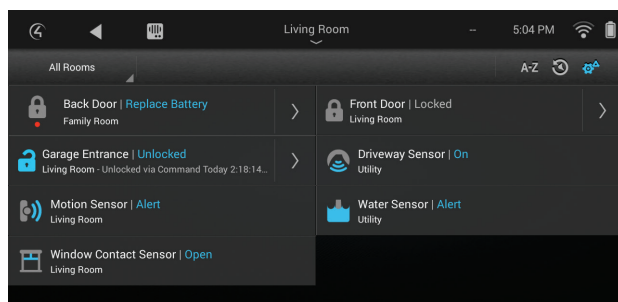 Living Room
--
5:04 PM
All Rooms
A-Z
Back Door | Replace Battery
Family Room
Front Door | Locked
Living Room
Garage Entrance | Unlocked
Living Room - Unlocked via Command Today 2:18:14...
Driveway Sensor | On
Utility
Motion Sensor | Alert
Living Room
Water Sensor | Alert
Utility
Window Contact Sensor | Open
Living Room